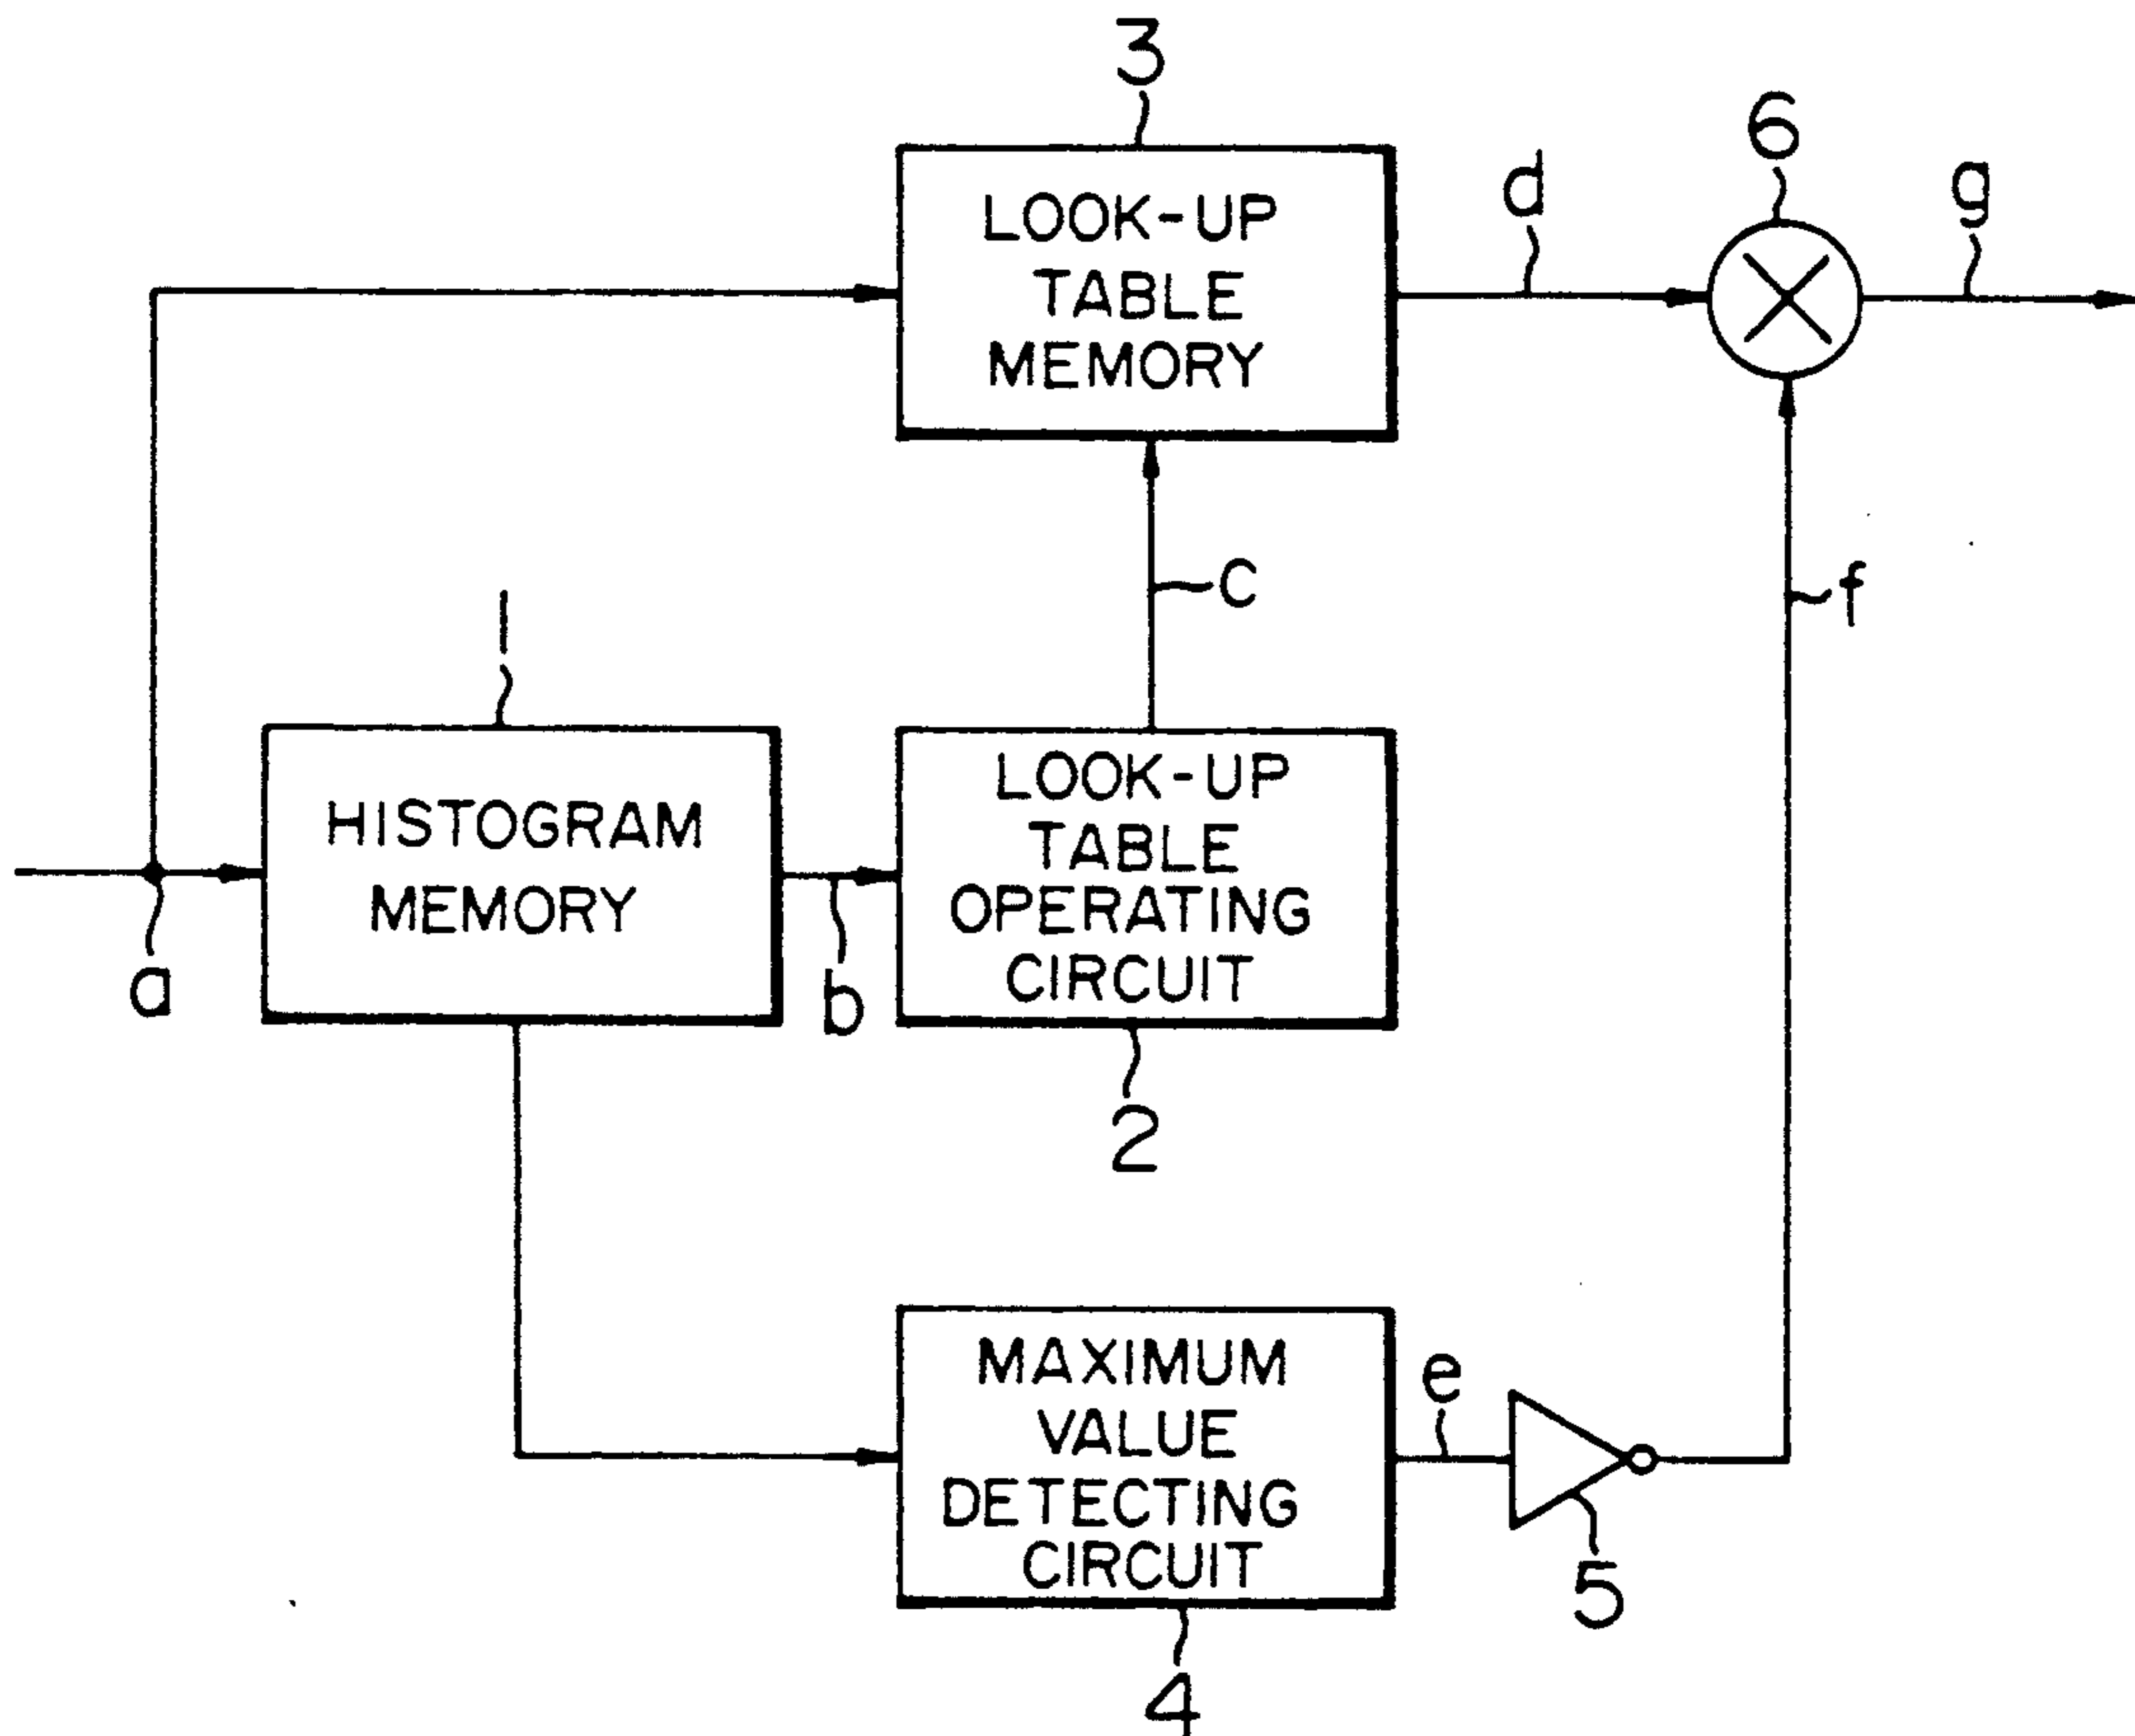 3
LOOK-UP
TABLE
MEMORY
d
6
g
c
f
1
HISTOGRAM
MEMORY
a
b
LOOK-UP
TABLE
OPERATING
CIRCUIT
2
MAXIMUM
VALUE
DETECTING
CIRCUIT
e
5
4